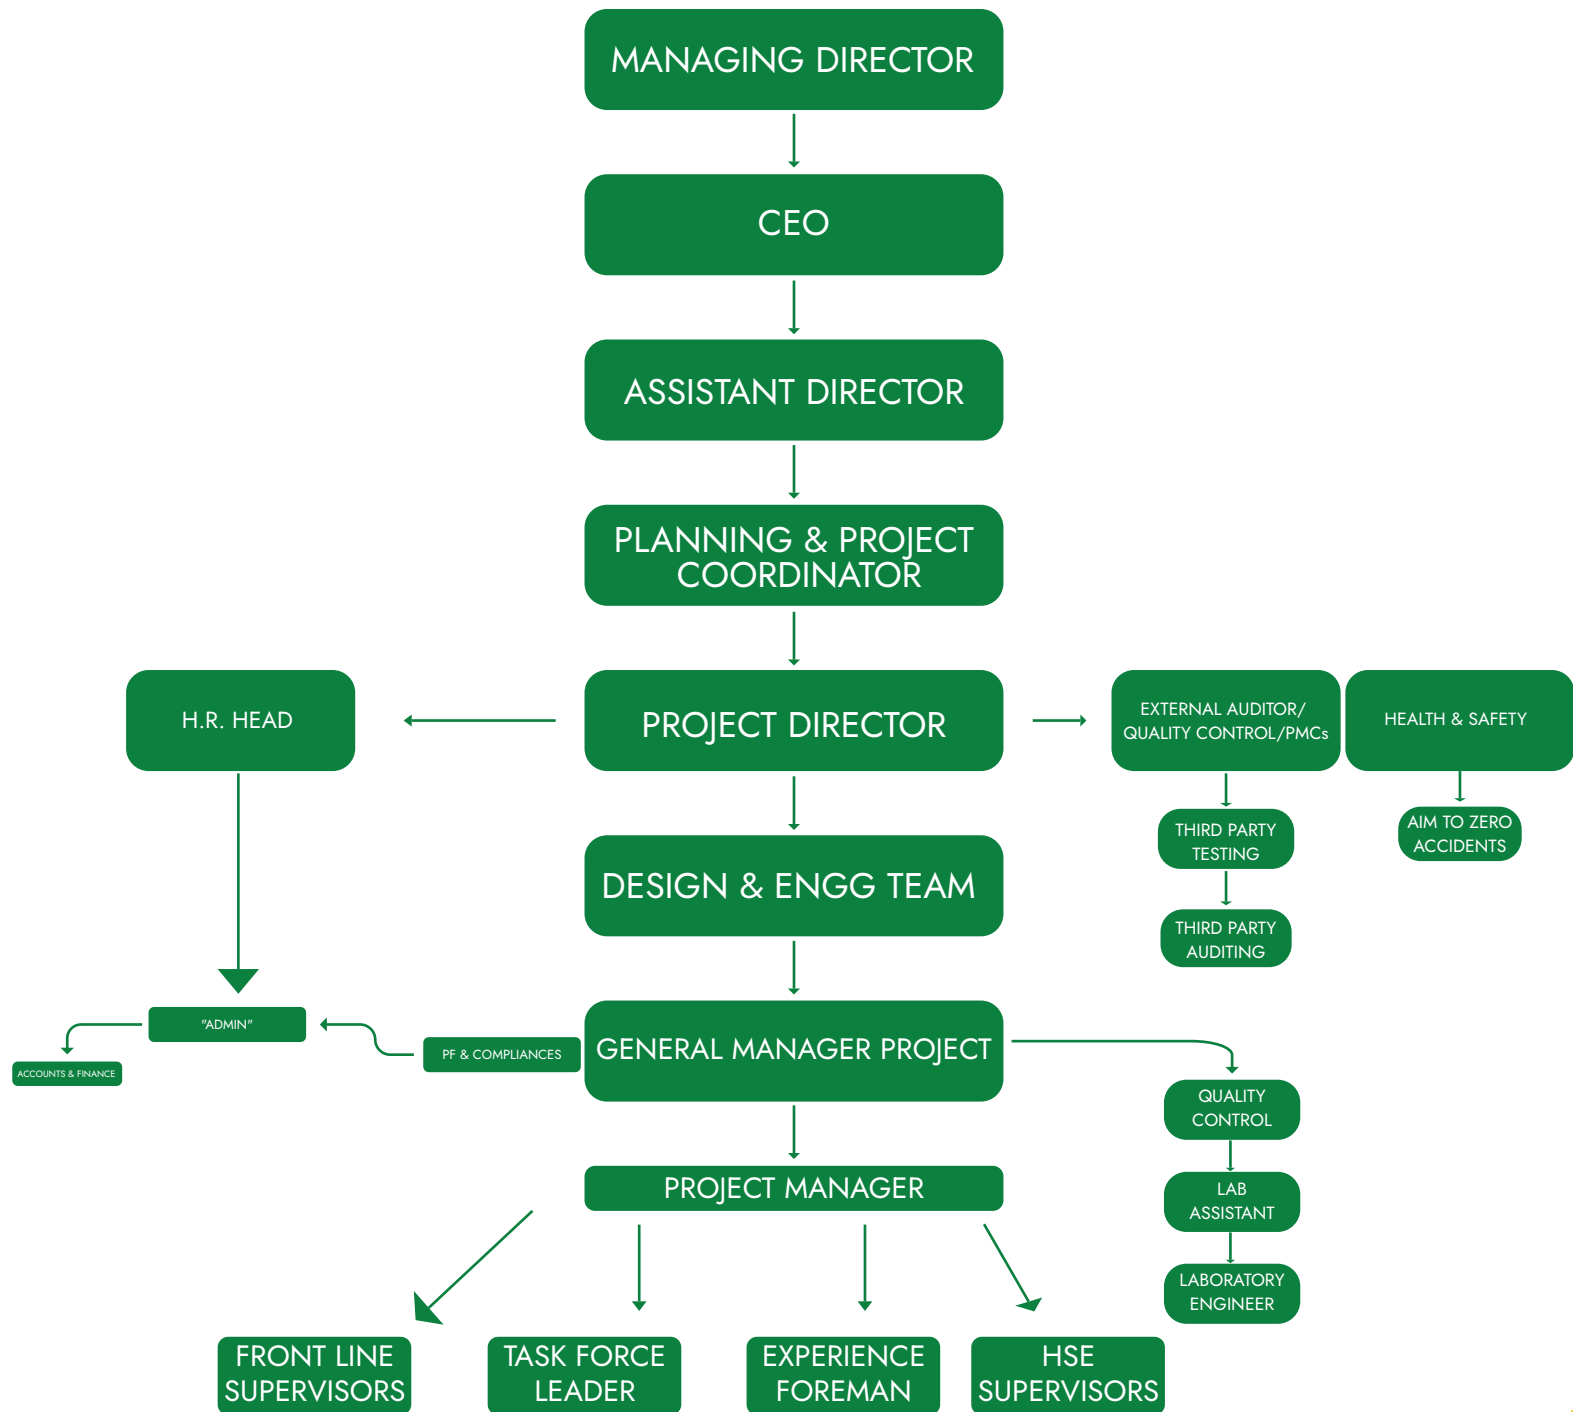 MANAGING DIRECTOR
CEO
ASSISTANT DIRECTOR
PLANNING & PROJECT
COORDINATOR
H.R. HEAD
PROJECT DIRECTOR
EXTERNAL AUDITOR/
QUALITY CONTROL/PMCs
HEALTH & SAFETY
THIRD PARTY
TESTING
AIM TO ZERO
ACCIDENTS
DESIGN & ENGG TEAM
THIRD PARTY
AUDITING
"ADMIN"
ACCOUNTS & FINANCE
PF & COMPLIANCES
GENERAL MANAGER PROJECT
QUALITY
CONTROL
PROJECT MANAGER
LAB
ASSISTANT
LABORATORY
ENGINEER
FRONT LINE
SUPERVISORS
TASK FORCE
LEADER
EXPERIENCE
FOREMAN
HSE
SUPERVISORS